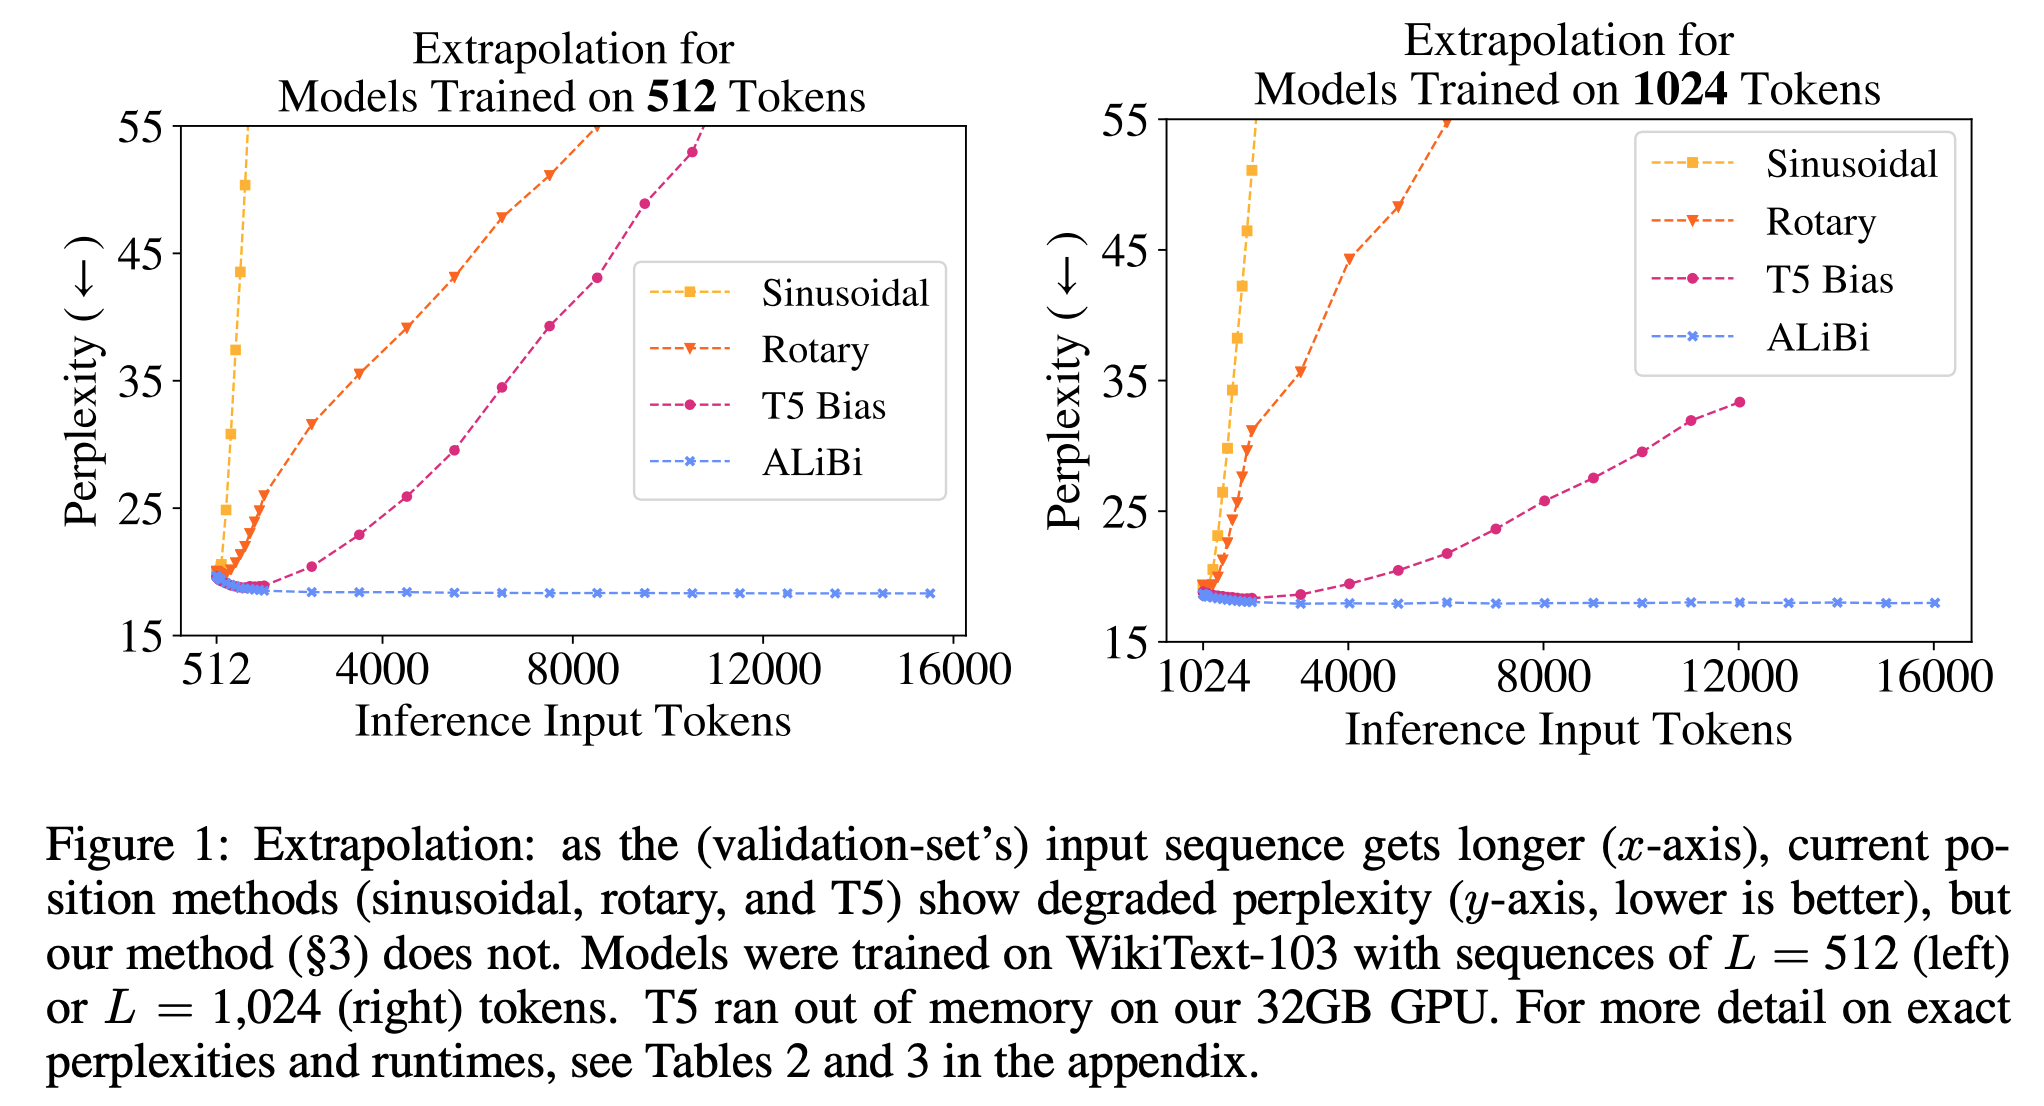 Extrapolation for
Models Trained on 512 Tokens
55
45
35
25
15
Perplexity (←)
Sinusoidal
Rotary
T5 Bias
ALiBi
512 4000 8000 12000 16000
Inference Input Tokens
Extrapolation for
Models Trained on 1024 Tokens
55
45
35
25
15
Perplexity (←)
Sinusoidal
Rotary
T5 Bias
ALiBi
1024 4000 8000 12000 16000
Inference Input Tokens
Figure 1: Extrapolation: as the (validation-set's) input sequence gets longer (x-axis), current po-
sition methods (sinusoidal, rotary, and T5) show degraded perplexity (y-axis, lower is better), but
our method (§3) does not. Models were trained on WikiText-103 with sequences of L = 512 (left)
or L = 1,024 (right) tokens. T5 ran out of memory on our 32GB GPU. For more detail on exact
perplexities and runtimes, see Tables 2 and 3 in the appendix.